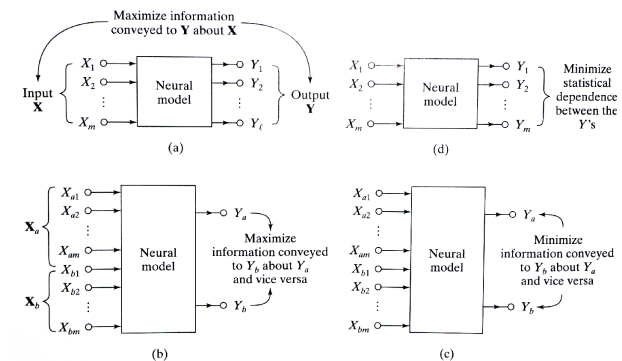 Maximize information
conveyed to Y about X
Input
X
X1
X2
⋮
Xm
Neural
model
Y1
Y2
⋮
Yℓ
Output
Y
(a)
X1
X2
⋮
Xm
Neural
model
Y1
Y2
⋮
Ym
Minimize
statistical
dependence
between the
Y's
(d)
Xa
Xb
Xa1
Xa2
⋮
Xam
Xb1
Xb2
⋮
Xbm
Neural
model
Ya
Maximize
information conveyed
to Yb about Ya
and vice versa
Yb
(b)
Xa1
Xa2
⋮
Xam
Xb1
Xb2
⋮
Xbm
Neural
model
Ya
Minimize
information conveyed
to Yb about Ya
and vice versa
Yb
(c)